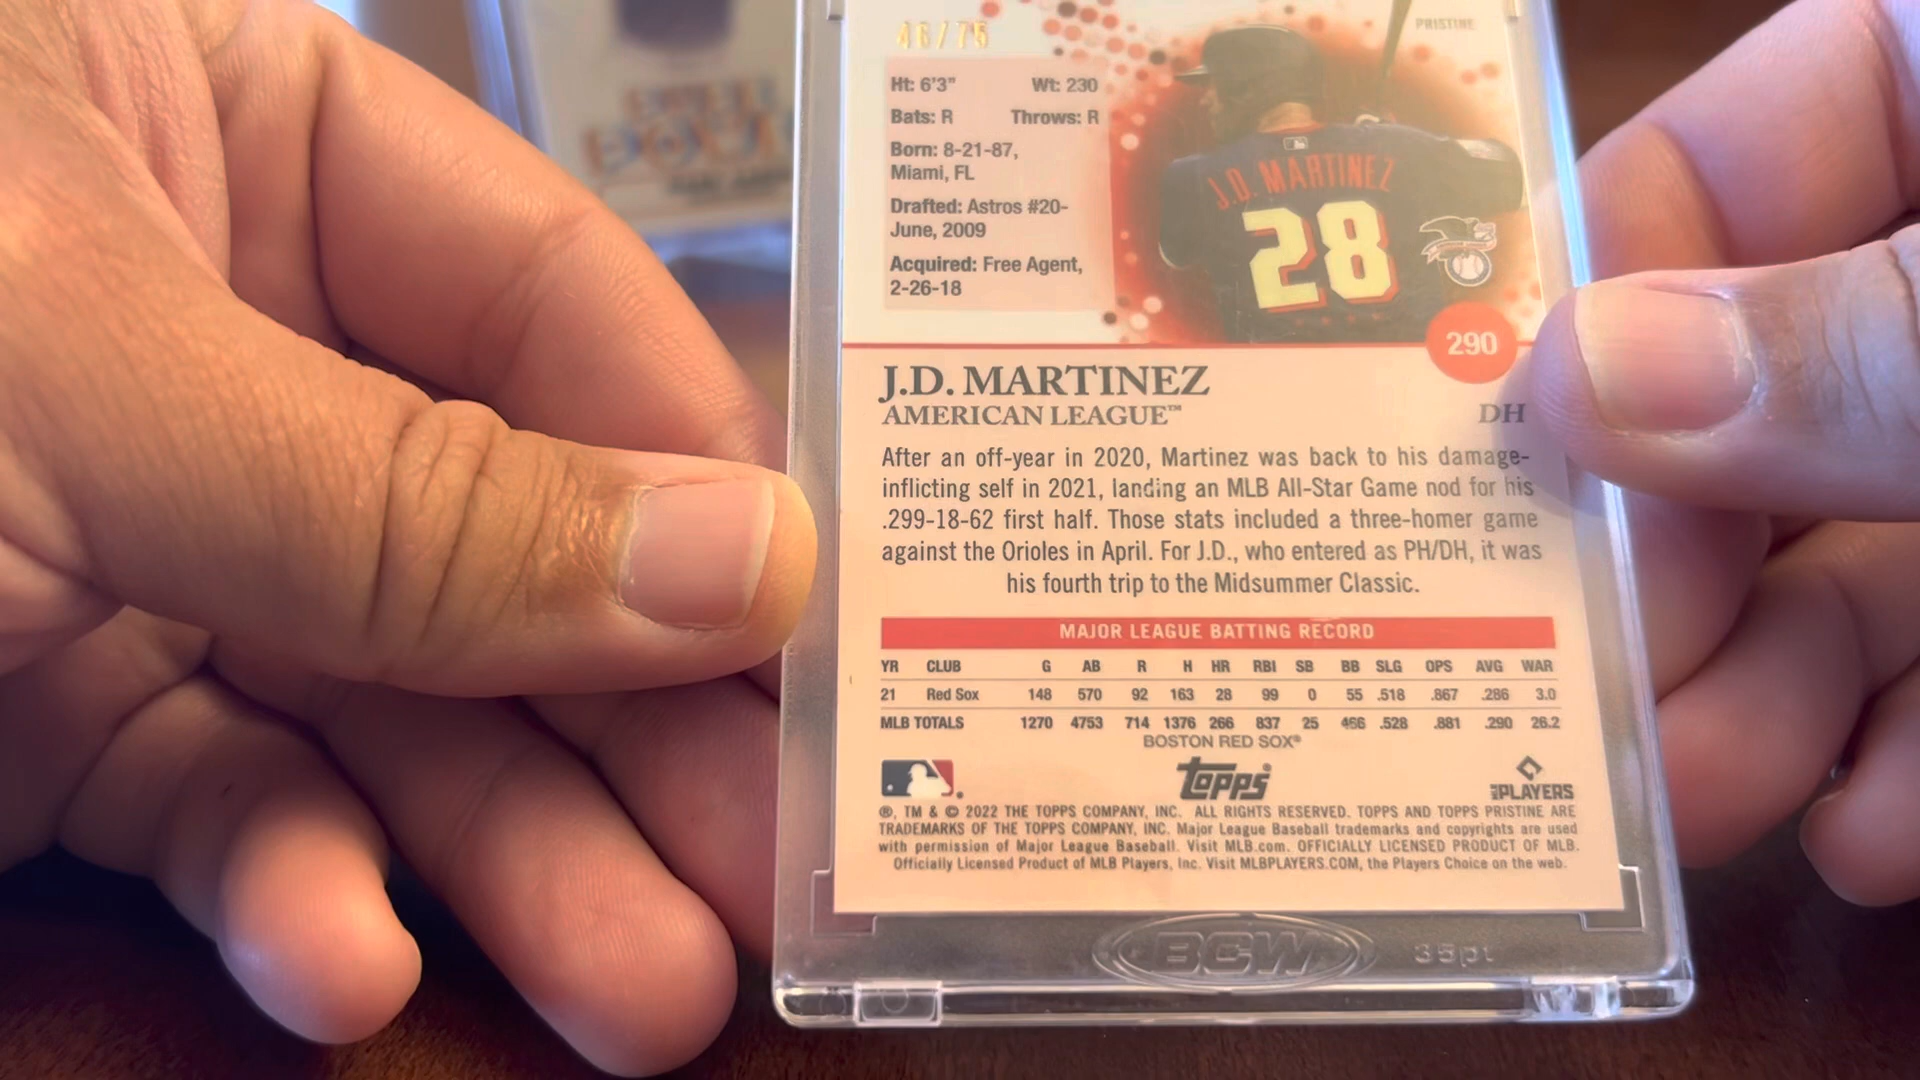 46/75
PRISTINE
Ht: 6'3" Wt: 230
Bats: R Throws: R
Born: 8-21-87,
Miami, FL
Drafted: Astros #20-
June, 2009
Acquired: Free Agent,
2-26-18
J.D. MARTINEZ
28
290
J.D. MARTINEZ
AMERICAN LEAGUE™ DH
After an off-year in 2020, Martinez was back to his damage-
inflicting self in 2021, landing an MLB All-Star Game nod for his
.299-18-62 first half. Those stats included a three-homer game
against the Orioles in April. For J.D., who entered as PH/DH, it was
his fourth trip to the Midsummer Classic.
MAJOR LEAGUE BATTING RECORD
YR CLUB G AB R H HR RBI SB BB SLG OPS AVG WAR
21 Red Sox 148 570 92 163 28 99 0 55 .518 .867 .286 3.0
MLB TOTALS 1270 4753 714 1376 266 837 25 466 .528 .881 .290 26.2
BOSTON RED SOX®
Topps
MLB PLAYERS
®, TM & © 2022 THE TOPPS COMPANY, INC. ALL RIGHTS RESERVED. TOPPS AND TOPPS PRISTINE ARE
TRADEMARKS OF THE TOPPS COMPANY, INC. Major League Baseball trademarks and copyrights are used
with permission of Major League Baseball. Visit MLB.com. OFFICIALLY LICENSED PRODUCT OF MLB.
Officially Licensed Product of MLB Players, Inc. Visit MLBPLAYERS.COM, the Players Choice on the web.
BCW 35pt